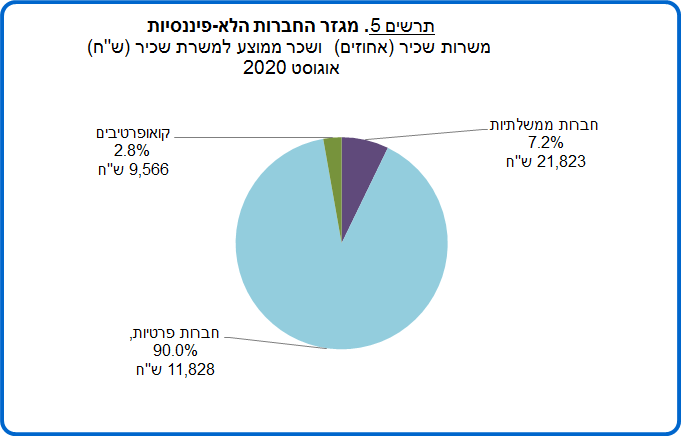 תרשים 5. מגזר החברות הלא-פיננסיות
משרות שכיר (אחוזים)  ושכר ממוצע למשרת שכיר (ש"ח)
אוגוסט 2020
חברות ממשלתיות
7.2%
21,823 ש"ח
קואופרטיבים
2.8%
9,566 ש"ח
חברות פרטיות,
90.0%
11,828 ש"ח